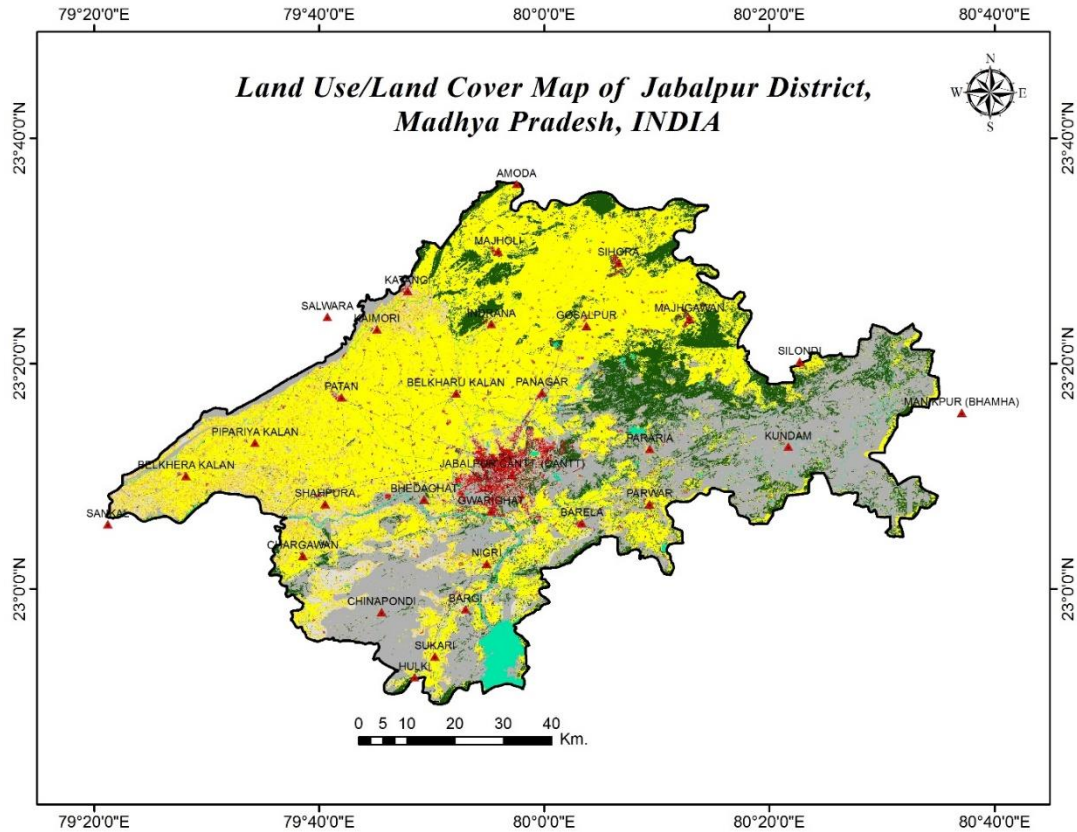 79°20'0"E 79°40'0"E 80°0'0"E 80°20'0"E 80°40'0"E
Land Use/Land Cover Map of Jabalpur District,
Madhya Pradesh, INDIA
N
W E
S
23°40'0"N 23°40'0"N
AMODA
MAJHOLI
SIHORA
KATANGI
SALWARA
KAIMORI
INDRANA
GOSALPUR
MAJHGAWAN
23°20'0"N 23°20'0"N
SILONDI
PATAN
BELKHARU KALAN
PANAGAR
MANIKPUR (BHAMHA)
PIPARIYA KALAN
PARARIA
KUNDAM
BELKHERA KALAN
JABALPUR CANTT. (CANTT)
SHAHPURA
BHEDAGHAT
GWARIGHAT
PARWAR
SANKAL
BARELA
CHARGAWAN
NIGRI
23°0'0"N 23°0'0"N
CHINAPONDI
BARGI
SUKARI
HULKI
0 5 10 20 30 40
Km.
79°20'0"E 79°40'0"E 80°0'0"E 80°20'0"E 80°40'0"E